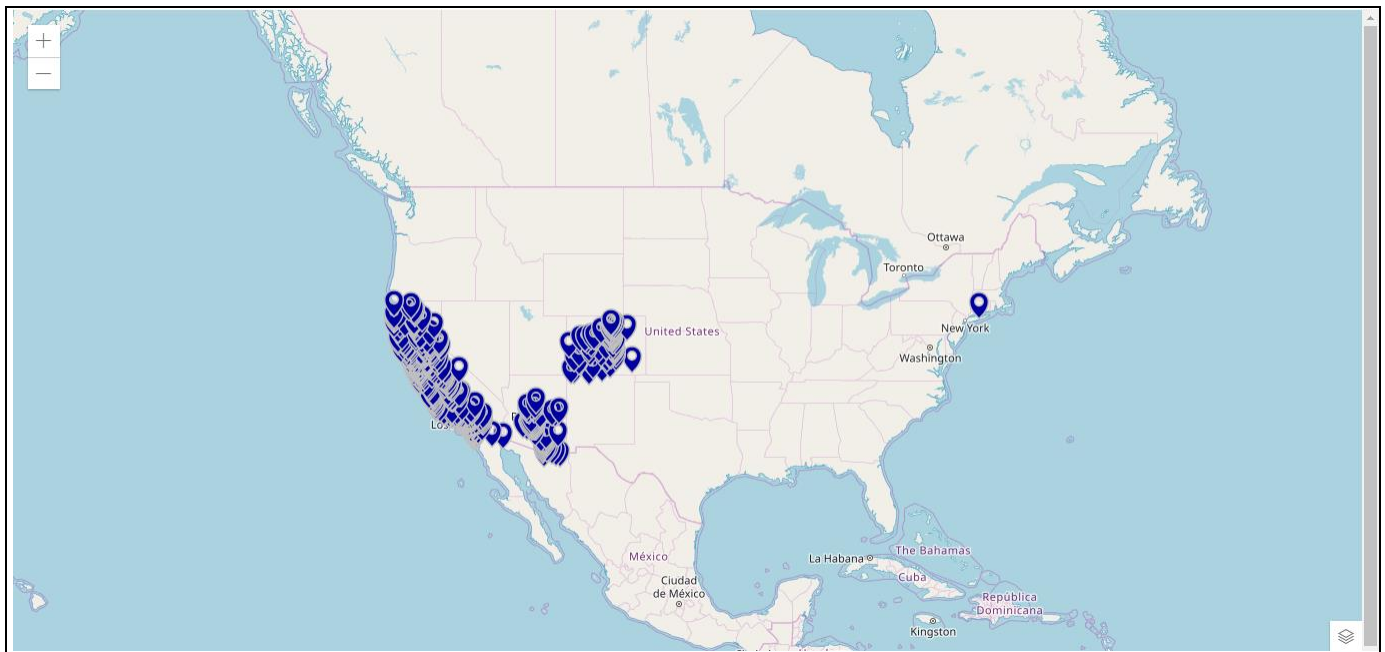 Ottawa
Toronto
United States
New York
Washington
La Habana
The Bahamas
México
Cuba
Ciudad
de México
República
Dominicana
Kingston